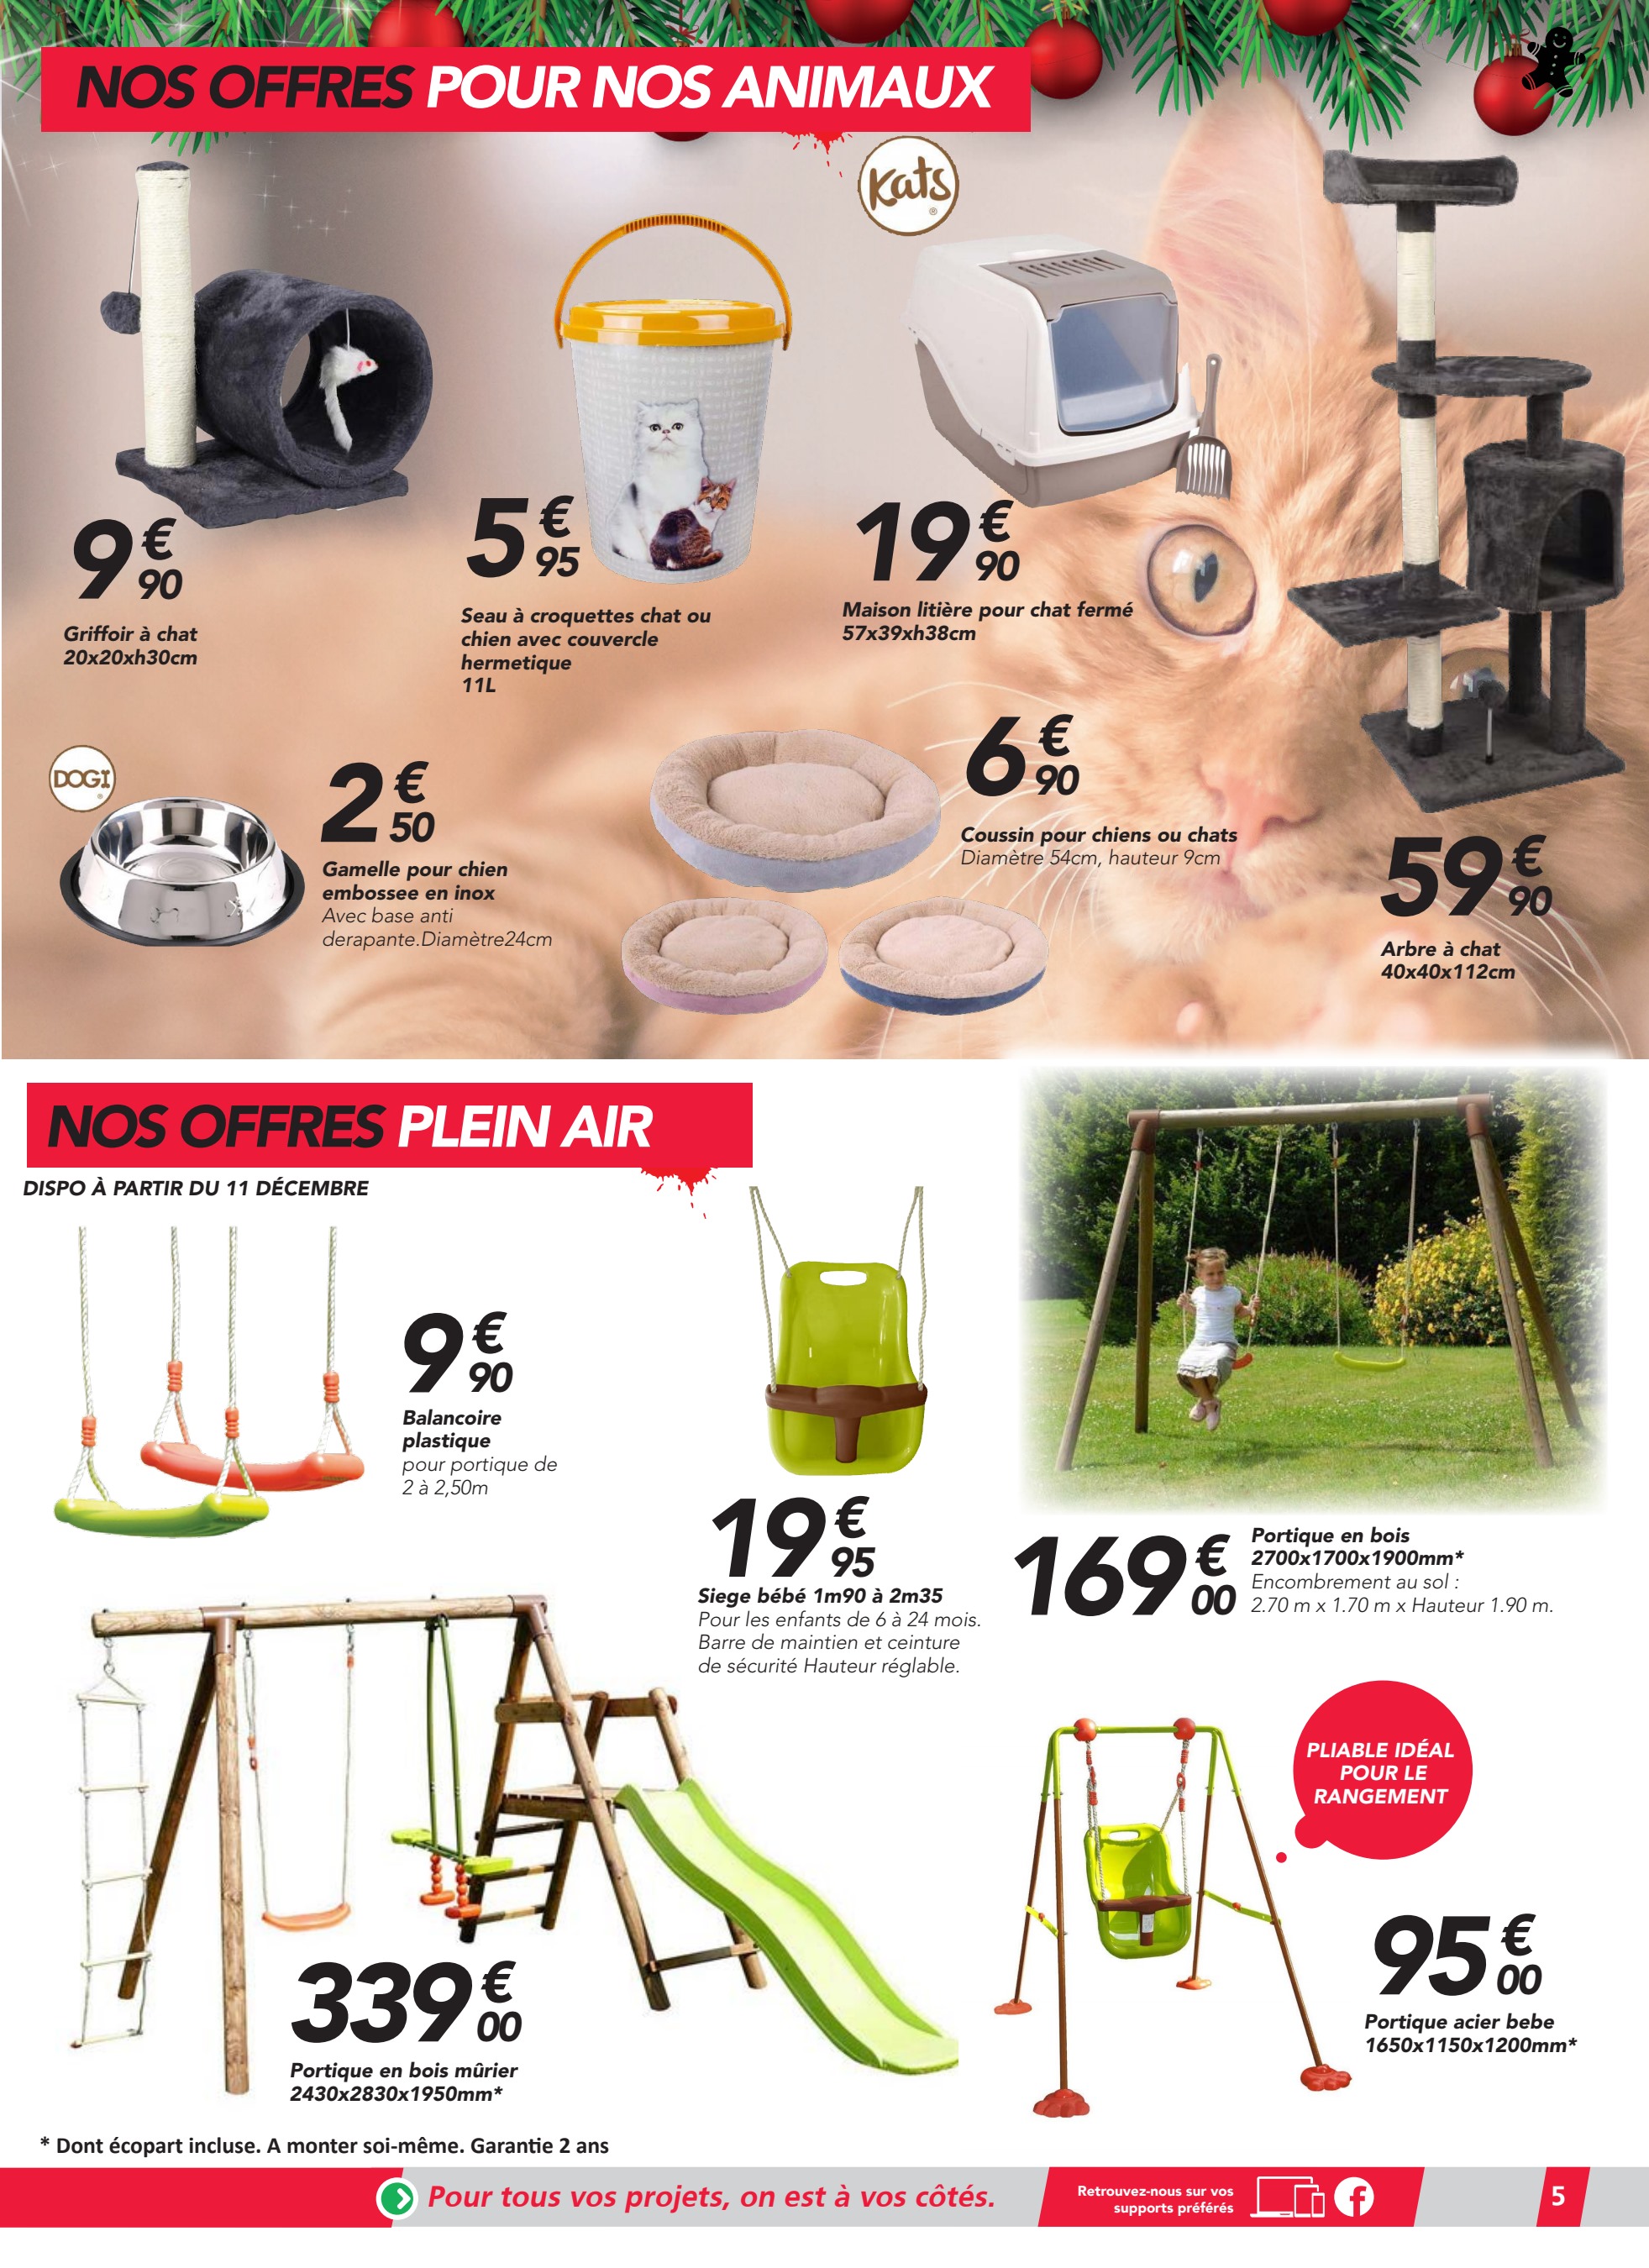 NOS OFFRES POUR NOS ANIMAUX
Kats
®
9€90
Griffoir à chat
20x20xh30cm
5€95
Seau à croquettes chat ou
chien avec couvercle
hermetique
11L
19€90
Maison litière pour chat fermé
57x39xh38cm
DOGI
®
2€50
Gamelle pour chien
embossee en inox
Avec base anti
derapante.Diamètre24cm
6€90
Coussin pour chiens ou chats
Diamètre 54cm, hauteur 9cm
59€90
Arbre à chat
40x40x112cm
NOS OFFRES PLEIN AIR
DISPO À PARTIR DU 11 DÉCEMBRE
9€90
Balancoire
plastique
pour portique de
2 à 2,50m
19€95
Siege bébé 1m90 à 2m35
Pour les enfants de 6 à 24 mois.
Barre de maintien et ceinture
de sécurité Hauteur réglable.
169€00
Portique en bois
2700x1700x1900mm*
Encombrement au sol :
2.70 m x 1.70 m x Hauteur 1.90 m.
339€00
Portique en bois mûrier
2430x2830x1950mm*
PLIABLE IDÉAL
POUR LE
RANGEMENT
95€00
Portique acier bebe
1650x1150x1200mm*
* Dont écopart incluse. A monter soi-même. Garantie 2 ans
Pour tous vos projets, on est à vos côtés.
Retrouvez-nous sur vos
supports préférés
5